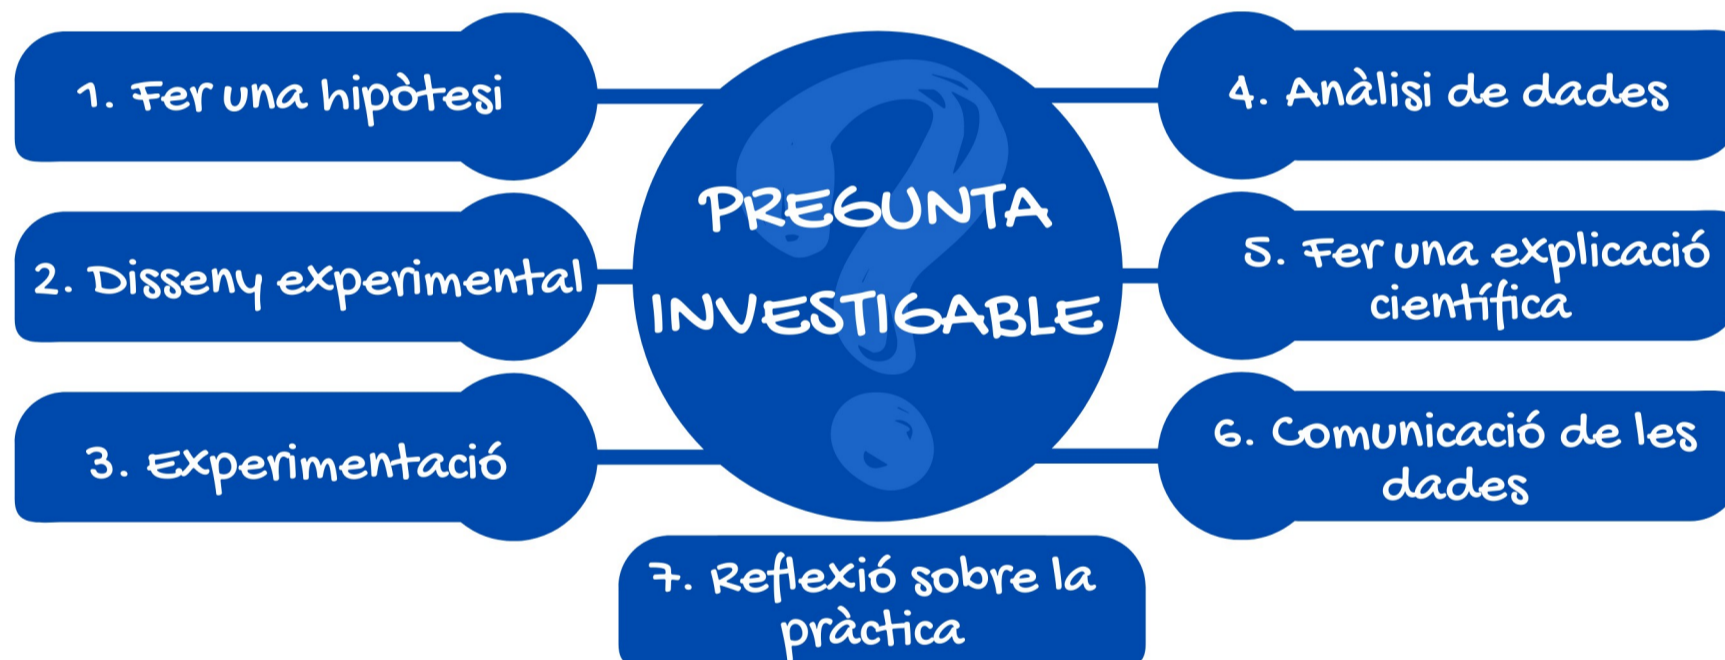 1. Fer una hipòtesi
2. Disseny experimental
3. Experimentació
PREGUNTA
INVESTIGABLE
4. Anàlisi de dades
5. Fer una explicació
científica
6. Comunicació de les
dades
7. Reflexió sobre la
pràctica